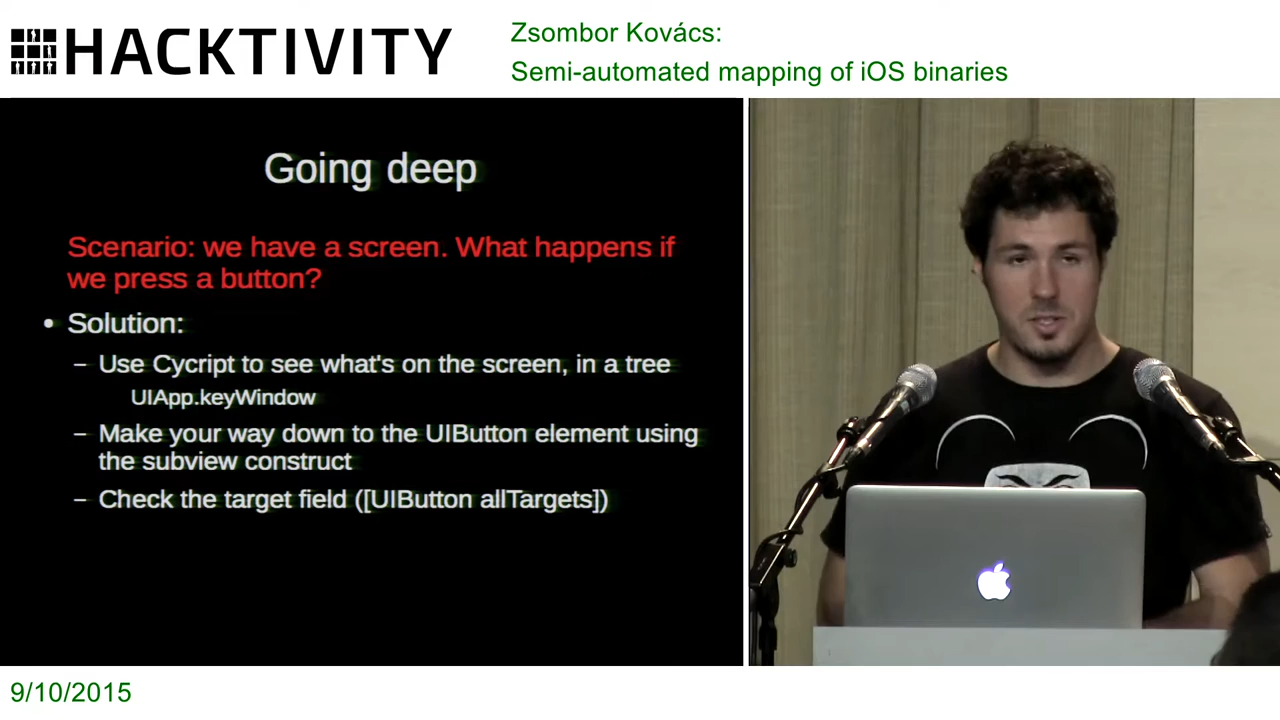 HACKTIVITY
Zsombor Kovács:
Semi-automated mapping of iOS binaries
Going deep
Scenario: we have a screen. What happens if
we press a button?
• Solution:
– Use Cycript to see what's on the screen, in a tree
UIApp.keyWindow
– Make your way down to the UIButton element using
the subview construct
– Check the target field ([UIButton allTargets])
9/10/2015